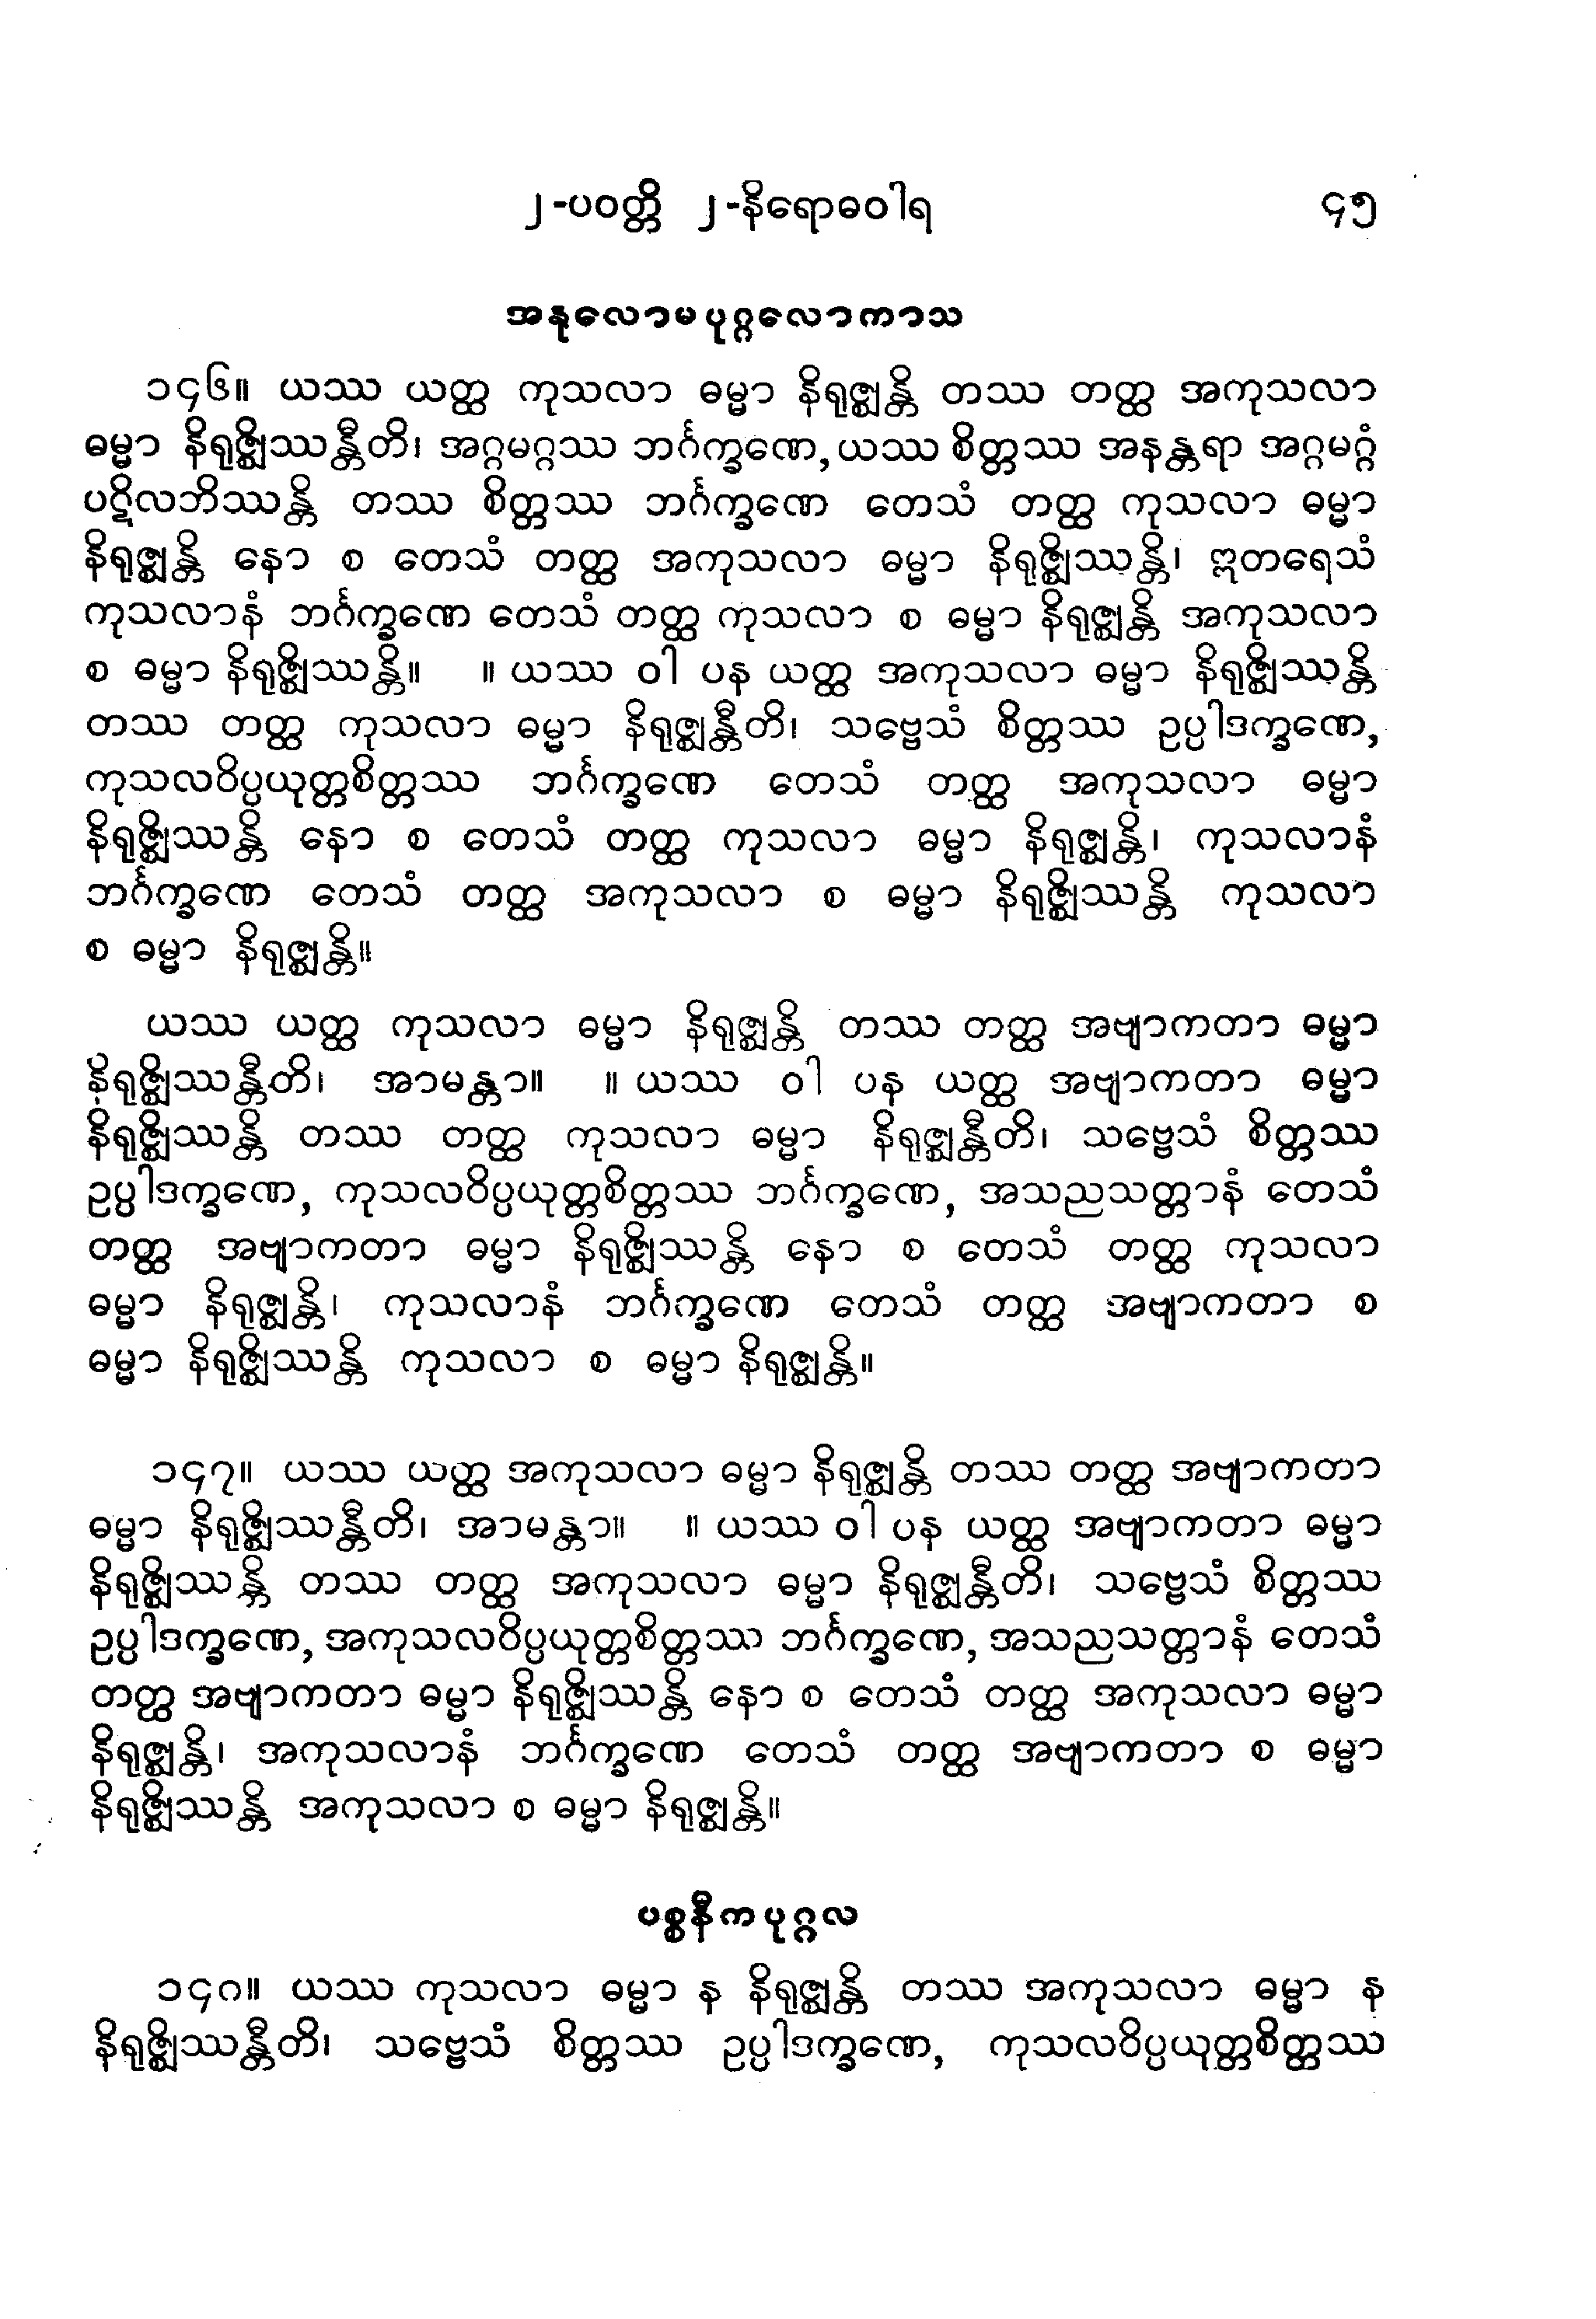 ၂-ပဝတ္တိ ၂-နိရောဓဝါရ ၄၅
အနုလောမပုဂ္ဂလောကာသ
၁၄၆။ ယဿ ယတ္ထ ကုသလာ ဓမ္မာ နိရုဇ္ဈန္တိ တဿ တတ္ထ အကုသလာ
ဓမ္မာ နိရုဇ္ဈိဿန္တီတိ၊ အဂ္ဂမဂ္ဂဿ ဘင်္ဂက္ခဏေ, ယဿ စိတ္တဿ အနန္တရာ အဂ္ဂမဂ္ဂံ
ပဋိလဘိဿန္တိ တဿ စိတ္တဿ ဘင်္ဂက္ခဏေ တေသံ တတ္ထ ကုသလာ ဓမ္မာ
နိရုဇ္ဈန္တိ နော စ တေသံ တတ္ထ အကုသလာ ဓမ္မာ နိရုဇ္ဈိဿန္တိ၊ ဣတရေသံ
ကုသလာနံ ဘင်္ဂက္ခဏေ တေသံ တတ္ထ ကုသလာ စ ဓမ္မာ နိရုဇ္ဈန္တိ အကုသလာ
စ ဓမ္မာ နိရုဇ္ဈိဿန္တိ။ ။ ယဿ ဝါ ပန ယတ္ထ အကုသလာ ဓမ္မာ နိရုဇ္ဈိဿန္တိ
တဿ တတ္ထ ကုသလာ ဓမ္မာ နိရုဇ္ဈန္တီတိ၊ သဗ္ဗေသံ စိတ္တဿ ဥပ္ပါဒက္ခဏေ,
ကုသလဝိပ္ပယုတ္တစိတ္တဿ ဘင်္ဂက္ခဏေ တေသံ တတ္ထ အကုသလာ ဓမ္မာ
နိရုဇ္ဈိဿန္တိ နော စ တေသံ တတ္ထ ကုသလာ ဓမ္မာ နိရုဇ္ဈန္တိ၊ ကုသလာနံ
ဘင်္ဂက္ခဏေ တေသံ တတ္ထ အကုသလာ စ ဓမ္မာ နိရုဇ္ဈိဿန္တိ ကုသလာ
စ ဓမ္မာ နိရုဇ္ဈန္တိ။
ယဿ ယတ္ထ ကုသလာ ဓမ္မာ နိရုဇ္ဈန္တိ တဿ တတ္ထ အဗျာကတာ ဓမ္မာ
နိရုဇ္ဈိဿန္တီတိ၊ အာမန္တာ။ ။ ယဿ ဝါ ပန ယတ္ထ အဗျာကတာ ဓမ္မာ
နိရုဇ္ဈိဿန္တိ တဿ တတ္ထ ကုသလာ ဓမ္မာ နိရုဇ္ဈန္တီတိ၊ သဗ္ဗေသံ စိတ္တဿ
ဥပ္ပါဒက္ခဏေ, ကုသလဝိပ္ပယုတ္တစိတ္တဿ ဘင်္ဂက္ခဏေ, အသညသတ္တာနံ တေသံ
တတ္ထ အဗျာကတာ ဓမ္မာ နိရုဇ္ဈိဿန္တိ နော စ တေသံ တတ္ထ ကုသလာ
ဓမ္မာ နိရုဇ္ဈန္တိ၊ ကုသလာနံ ဘင်္ဂက္ခဏေ တေသံ တတ္ထ အဗျာကတာ စ
ဓမ္မာ နိရုဇ္ဈိဿန္တိ ကုသလာ စ ဓမ္မာ နိရုဇ္ဈန္တိ။
၁၄၇။ ယဿ ယတ္ထ အကုသလာ ဓမ္မာ နိရုဇ္ဈန္တိ တဿ တတ္ထ အဗျာကတာ
ဓမ္မာ နိရုဇ္ဈိဿန္တီတိ၊ အာမန္တာ။ ။ ယဿ ဝါ ပန ယတ္ထ အဗျာကတာ ဓမ္မာ
နိရုဇ္ဈိဿန္တိ တဿ တတ္ထ အကုသလာ ဓမ္မာ နိရုဇ္ဈန္တီတိ၊ သဗ္ဗေသံ စိတ္တဿ
ဥပ္ပါဒက္ခဏေ, အကုသလဝိပ္ပယုတ္တစိတ္တဿ ဘင်္ဂက္ခဏေ, အသညသတ္တာနံ တေသံ
တတ္ထ အဗျာကတာ ဓမ္မာ နိရုဇ္ဈိဿန္တိ နော စ တေသံ တတ္ထ အကုသလာ ဓမ္မာ
နိရုဇ္ဈန္တိ၊ အကုသလာနံ ဘင်္ဂက္ခဏေ တေသံ တတ္ထ အဗျာကတာ စ ဓမ္မာ
နိရုဇ္ဈိဿန္တိ အကုသလာ စ ဓမ္မာ နိရုဇ္ဈန္တိ။
ပစ္စနီကပုဂ္ဂလ
၁၄၈။ ယဿ ကုသလာ ဓမ္မာ န နိရုဇ္ဈန္တိ တဿ အကုသလာ ဓမ္မာ န
နိရုဇ္ဈိဿန္တီတိ၊ သဗ္ဗေသံ စိတ္တဿ ဥပ္ပါဒက္ခဏေ, ကုသလဝိပ္ပယုတ္တစိတ္တဿ